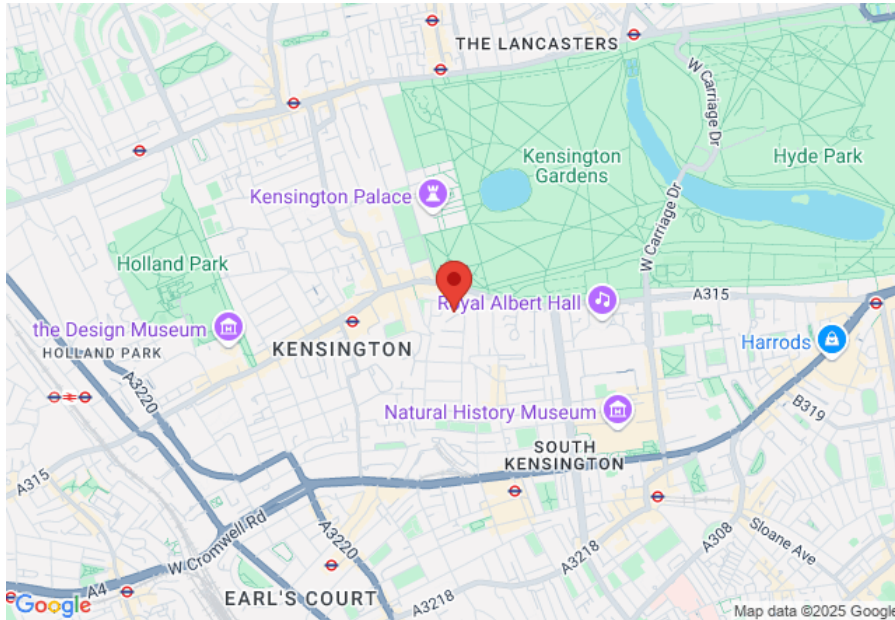 THE LANCASTERS
W Carriage Dr
Kensington
Gardens
Hyde Park
Kensington Palace
W Carriage Dr
Holland Park
Royal Albert Hall
A315
the Design Museum
HOLLAND PARK
KENSINGTON
Harrods
A3220
B319
Natural History Museum
SOUTH
KENSINGTON
A315
W Cromwell Rd
A3220
A3218
A308
Sloane Ave
A4
EARL'S COURT
A3218
Google
Map data ©2025 Google